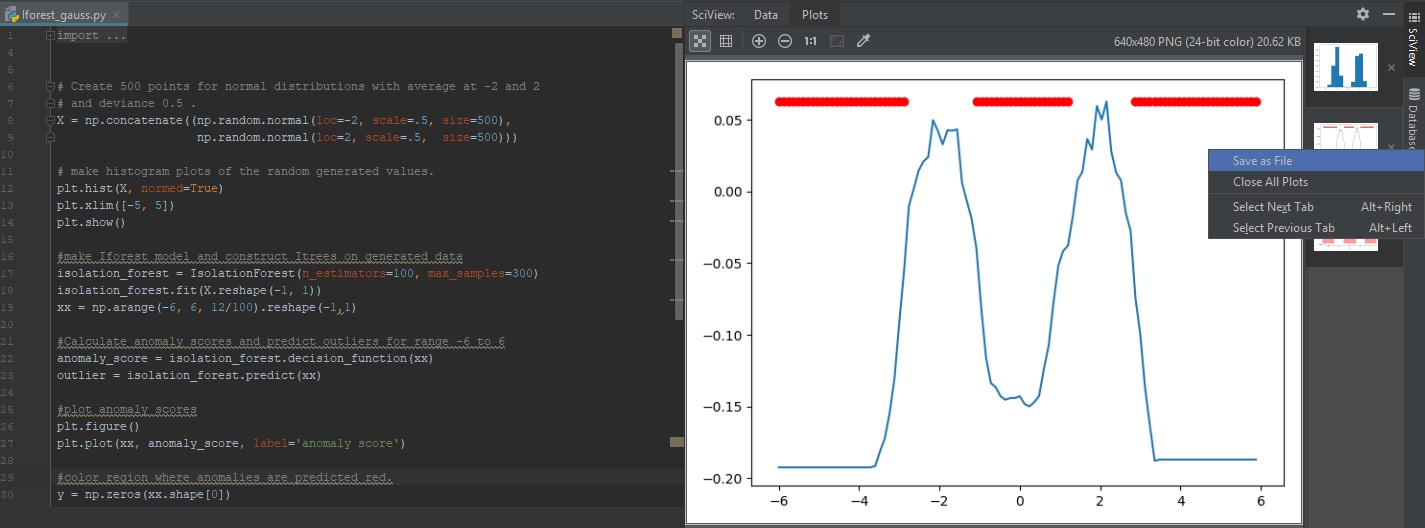 Iforest_gauss.py
1 import ...
4
5
6 # Create 500 points for normal distributions with average at -2 and 2
7 # and deviance 0.5 .
8 X = np.concatenate((np.random.normal(loc=-2, scale=.5, size=500),
9 np.random.normal(loc=2, scale=.5, size=500)))
10
11 # make histogram plots of the random generated values.
12 plt.hist(X, normed=True)
13 plt.xlim([-5, 5])
14 plt.show()
15
16 #make Iforest model and construct Itrees on generated data
17 isolation_forest = IsolationForest(n_estimators=100, max_samples=300)
18 isolation_forest.fit(X.reshape(-1, 1))
19 xx = np.arange(-6, 6, 12/100).reshape(-1,1)
20
21 #Calculate anomaly scores and predict outliers for range -6 to 6
22 anomaly_score = isolation_forest.decision_function(xx)
23 outlier = isolation_forest.predict(xx)
24
25 #plot anomaly scores
26 plt.figure()
27 plt.plot(xx, anomaly_score, label='anomaly score')
28
29 #color region where anomalies are predicted red.
30 y = np.zeros(xx.shape[0])
SciView: Data Plots
1:1 640x480 PNG (24-bit color) 20.62 KB
0.05
0.00
−0.05
−0.10
−0.15
−0.20
−6 −4 −2 0 2 4 6
Save as File
Close All Plots
Select Next Tab Alt+Right
Select Previous Tab Alt+Left
SciView
Database